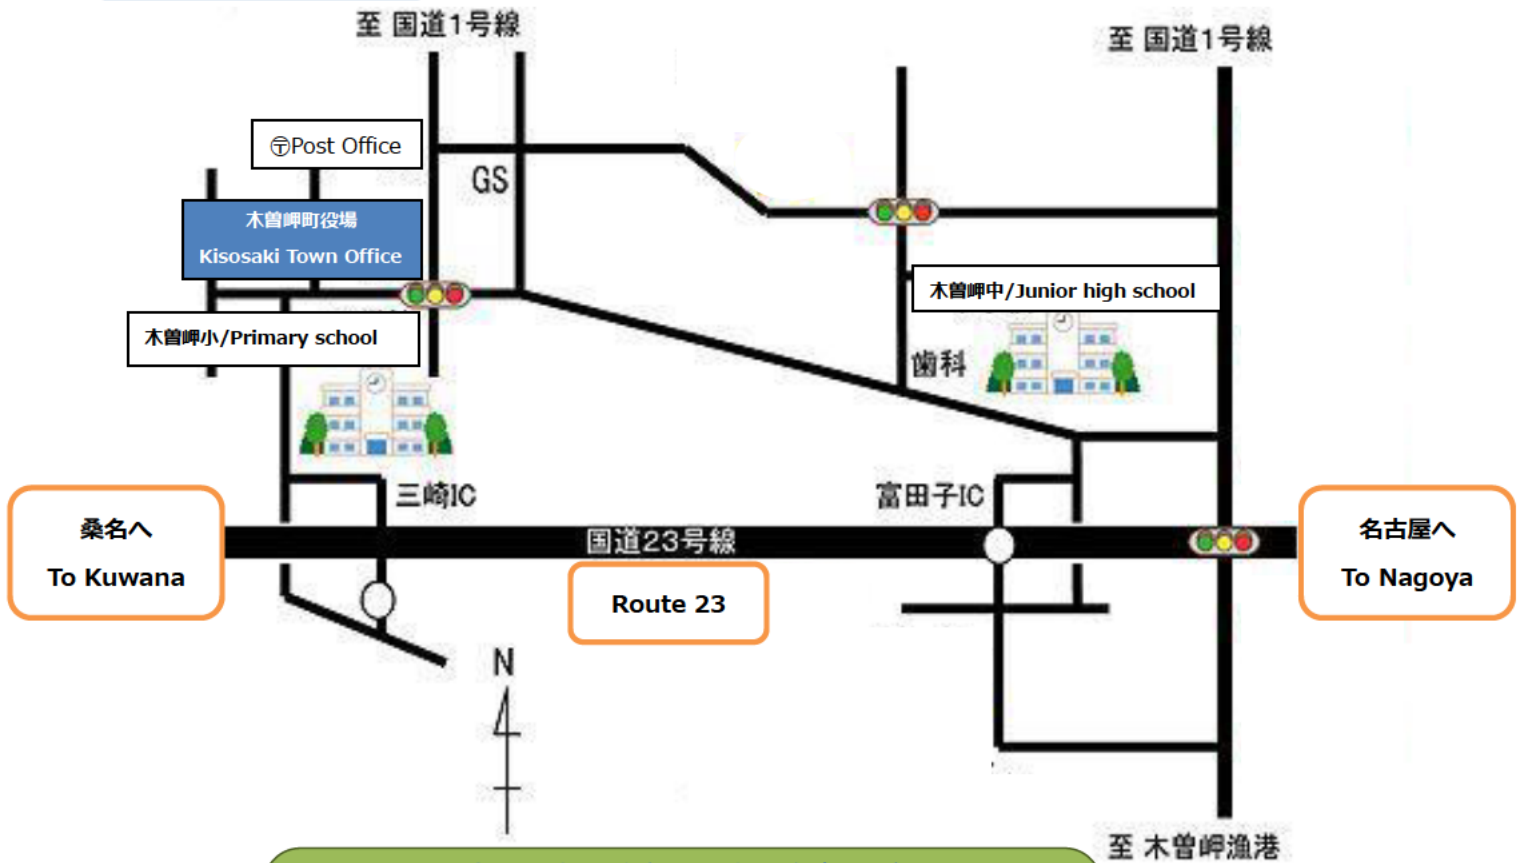 至 国道1号線
至 国道1号線
〶Post Office
GS
木曽岬町役場
Kisosaki Town Office
木曽岬中/Junior high school
木曽岬小/Primary school
歯科
三崎IC
富田子IC
桑名へ
To Kuwana
国道23号線
名古屋へ
To Nagoya
Route 23
N
至 木曽岬漁港